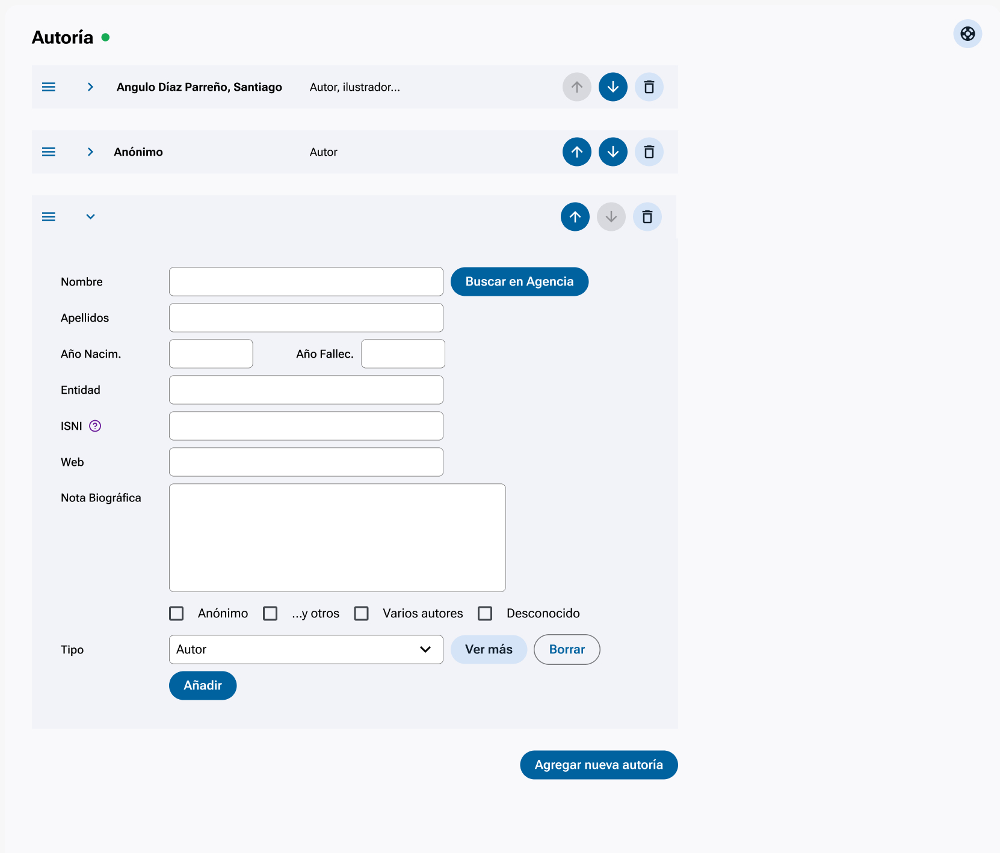 Autoría
Angulo Díaz Parreño, Santiago Autor, ilustrador...
Anónimo Autor
Nombre Buscar en Agencia
Apellidos
Año Nacim. Año Fallec.
Entidad
ISNI ?
Web
Nota Biográfica
Anónimo ...y otros Varios autores Desconocido
Tipo Autor Ver más Borrar
Añadir
Agregar nueva autoría